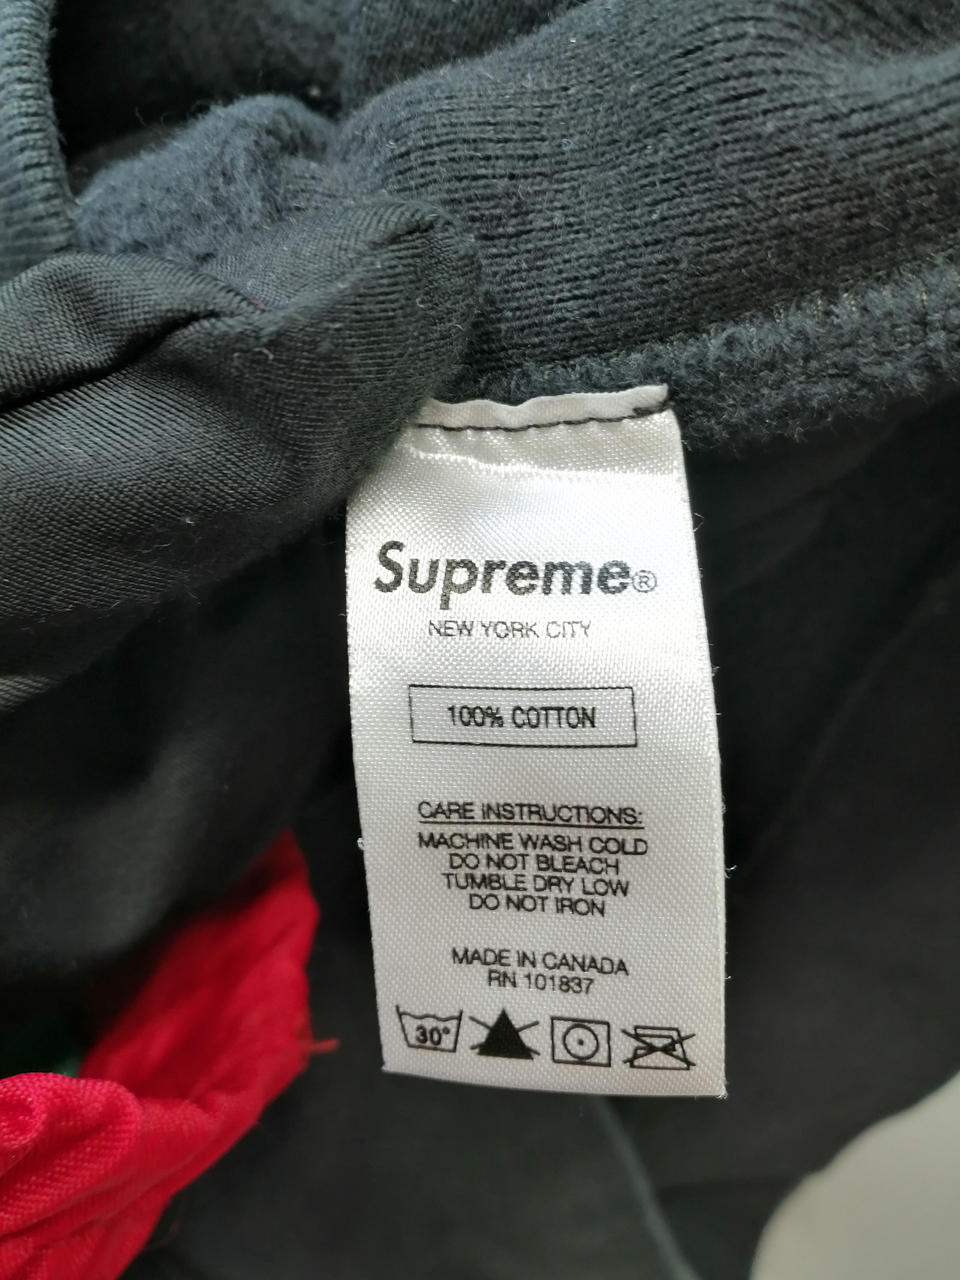 Supreme®
NEW YORK CITY
100% COTTON
CARE INSTRUCTIONS:
MACHINE WASH COLD
DO NOT BLEACH
TUMBLE DRY LOW
DO NOT IRON
MADE IN CANADA
RN 101837
30°